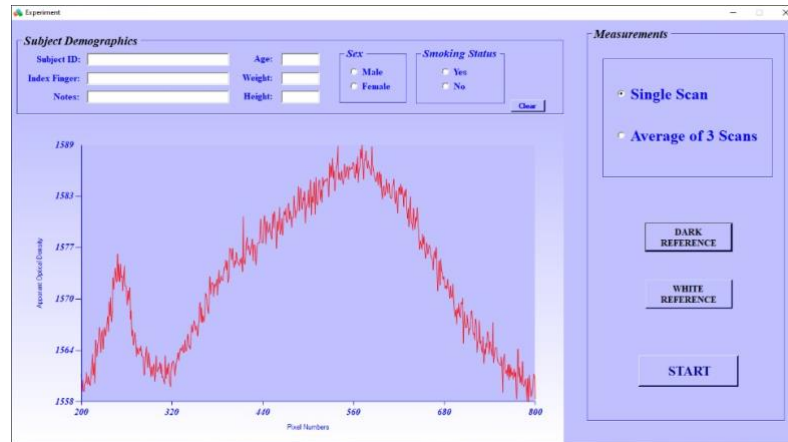 Experiment
Subject Demographics
Subject ID:
Age:
Index Finger:
Weight:
Notes:
Height:
Sex
Male
Female
Smoking Status
Yes
No
Clear
1589
1583
1577
1570
1564
1558
200 320 440 560 680 800
Apparent Optical Density
Pixel Numbers
Measurements
Single Scan
Average of 3 Scans
DARK
REFERENCE
WHITE
REFERENCE
START